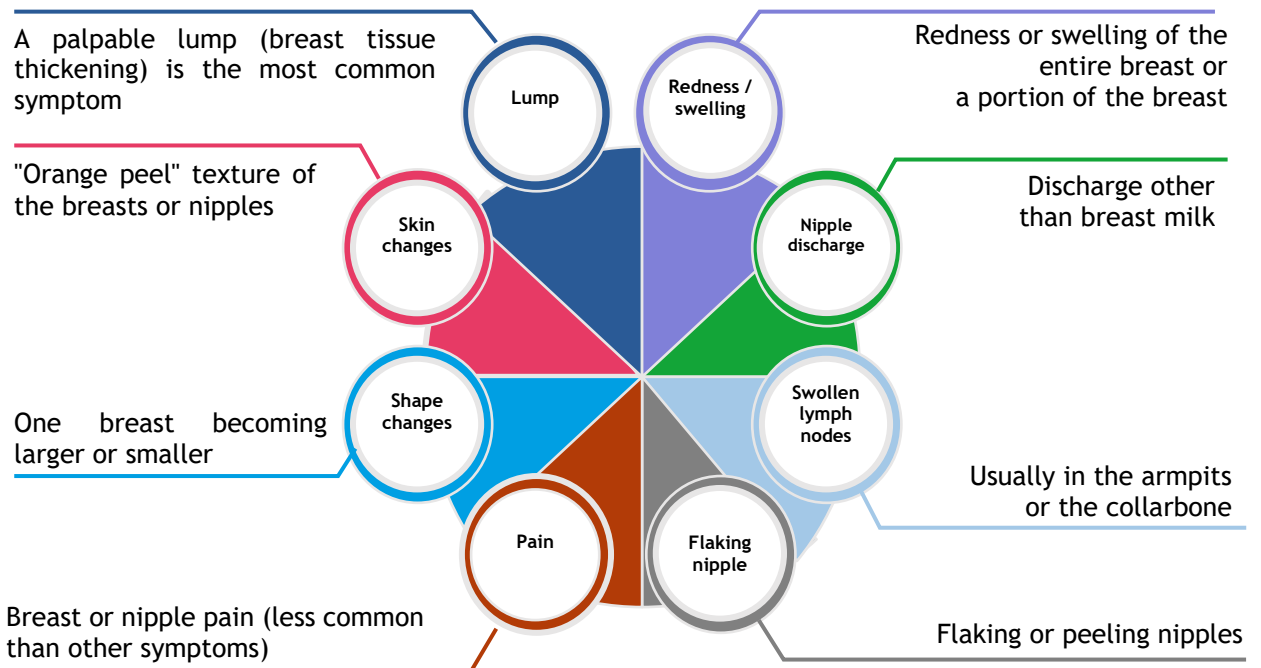 A palpable lump (breast tissue
thickening) is the most common
symptom
Lump
Redness /
swelling
Redness or swelling of the
entire breast or
a portion of the breast
"Orange peel" texture of
the breasts or nipples
Skin
changes
Nipple
discharge
Discharge other
than breast milk
One breast becoming
larger or smaller
Shape
changes
Swollen
lymph
nodes
Usually in the armpits
or the collarbone
Breast or nipple pain (less common
than other symptoms)
Pain
Flaking
nipple
Flaking or peeling nipples